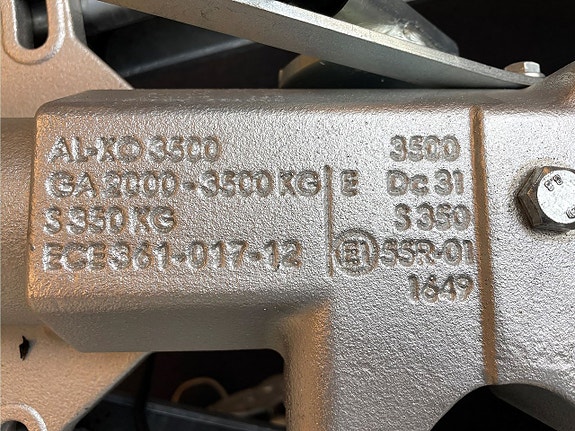 AL-KO 3500
GA 2000-3500 KG
S 350 KG
ECE 361-017-12
3500
E Dc 31
S 350
E1 55R-01
1649